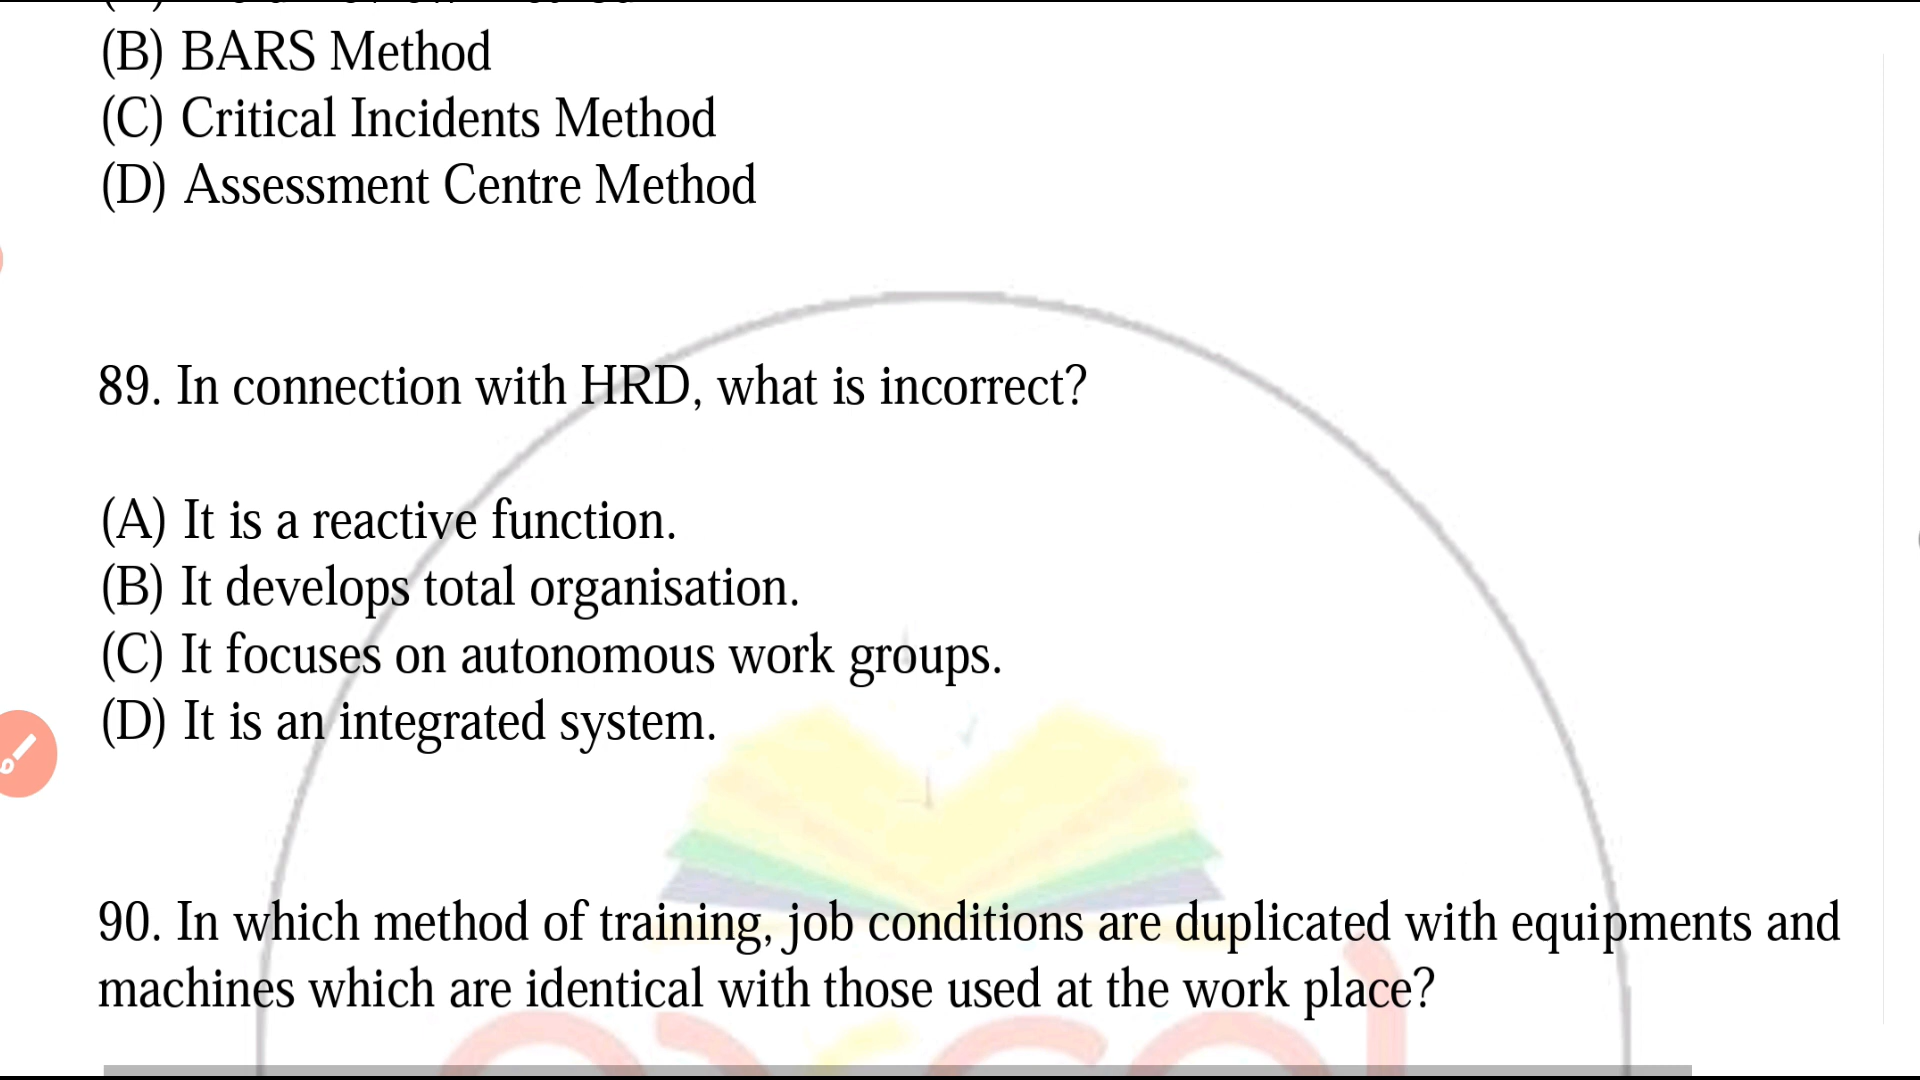 (B) BARS Method
(C) Critical Incidents Method
(D) Assessment Centre Method
89. In connection with HRD, what is incorrect?
(A) It is a reactive function.
(B) It develops total organisation.
(C) It focuses on autonomous work groups.
(D) It is an integrated system.
90. In which method of training, job conditions are duplicated with equipments and
machines which are identical with those used at the work place?